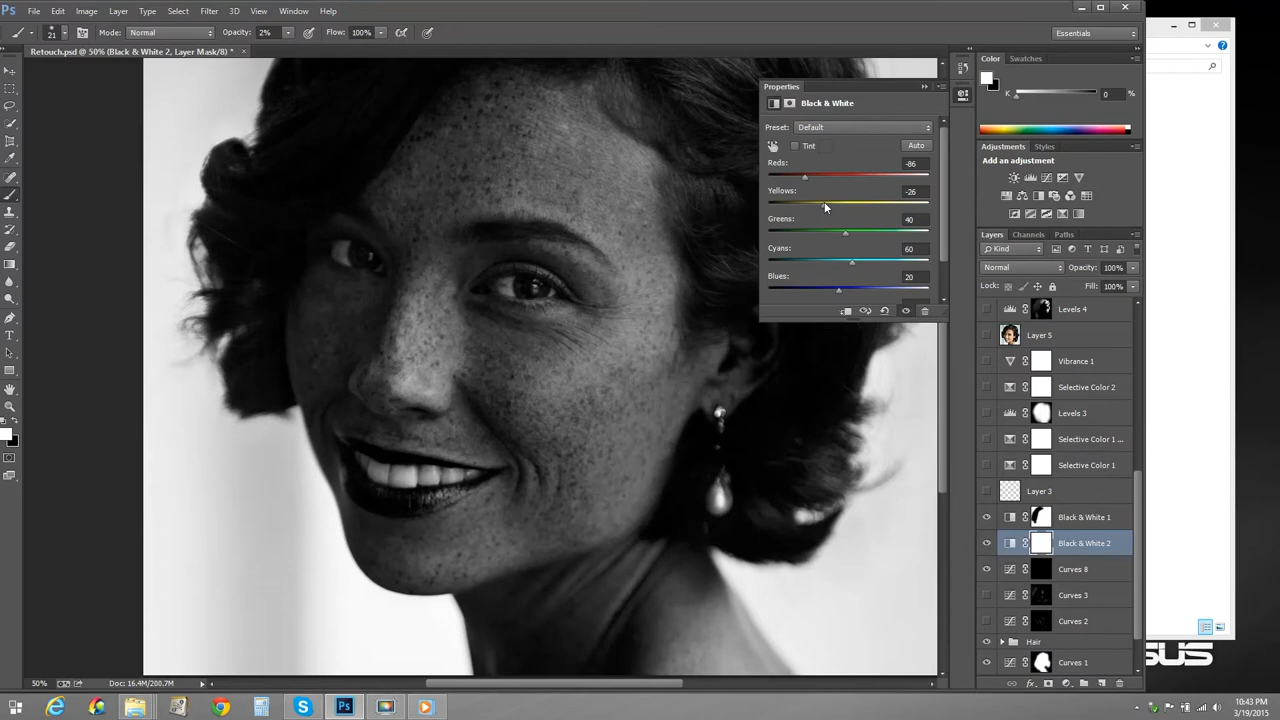 Ps File Edit Image Layer Type Select Filter 3D View Window Help
21 Mode: Normal Opacity: 2% Flow: 100% Essentials
Retouch.psd @ 50% (Black & White 2, Layer Mask/8) * ×
Properties
Black & White
Preset: Default
Tint Auto
Reds: -86
Yellows: -26
Greens: 40
Cyans: 60
Blues: 20
Color Swatches
K 0 %
Adjustments Styles
Add an adjustment
Layers Channels Paths
Kind
Normal Opacity: 100%
Lock: Fill: 100%
Levels 4
Layer 5
Vibrance 1
Selective Color 2
Levels 3
Selective Color 1 ...
Selective Color 1
Layer 3
Black & White 1
Black & White 2
Curves 8
Curves 3
Curves 2
Hair
Curves 1
50% Doc: 16.4M/200.7M
SUS
10:43 PM
3/19/2015